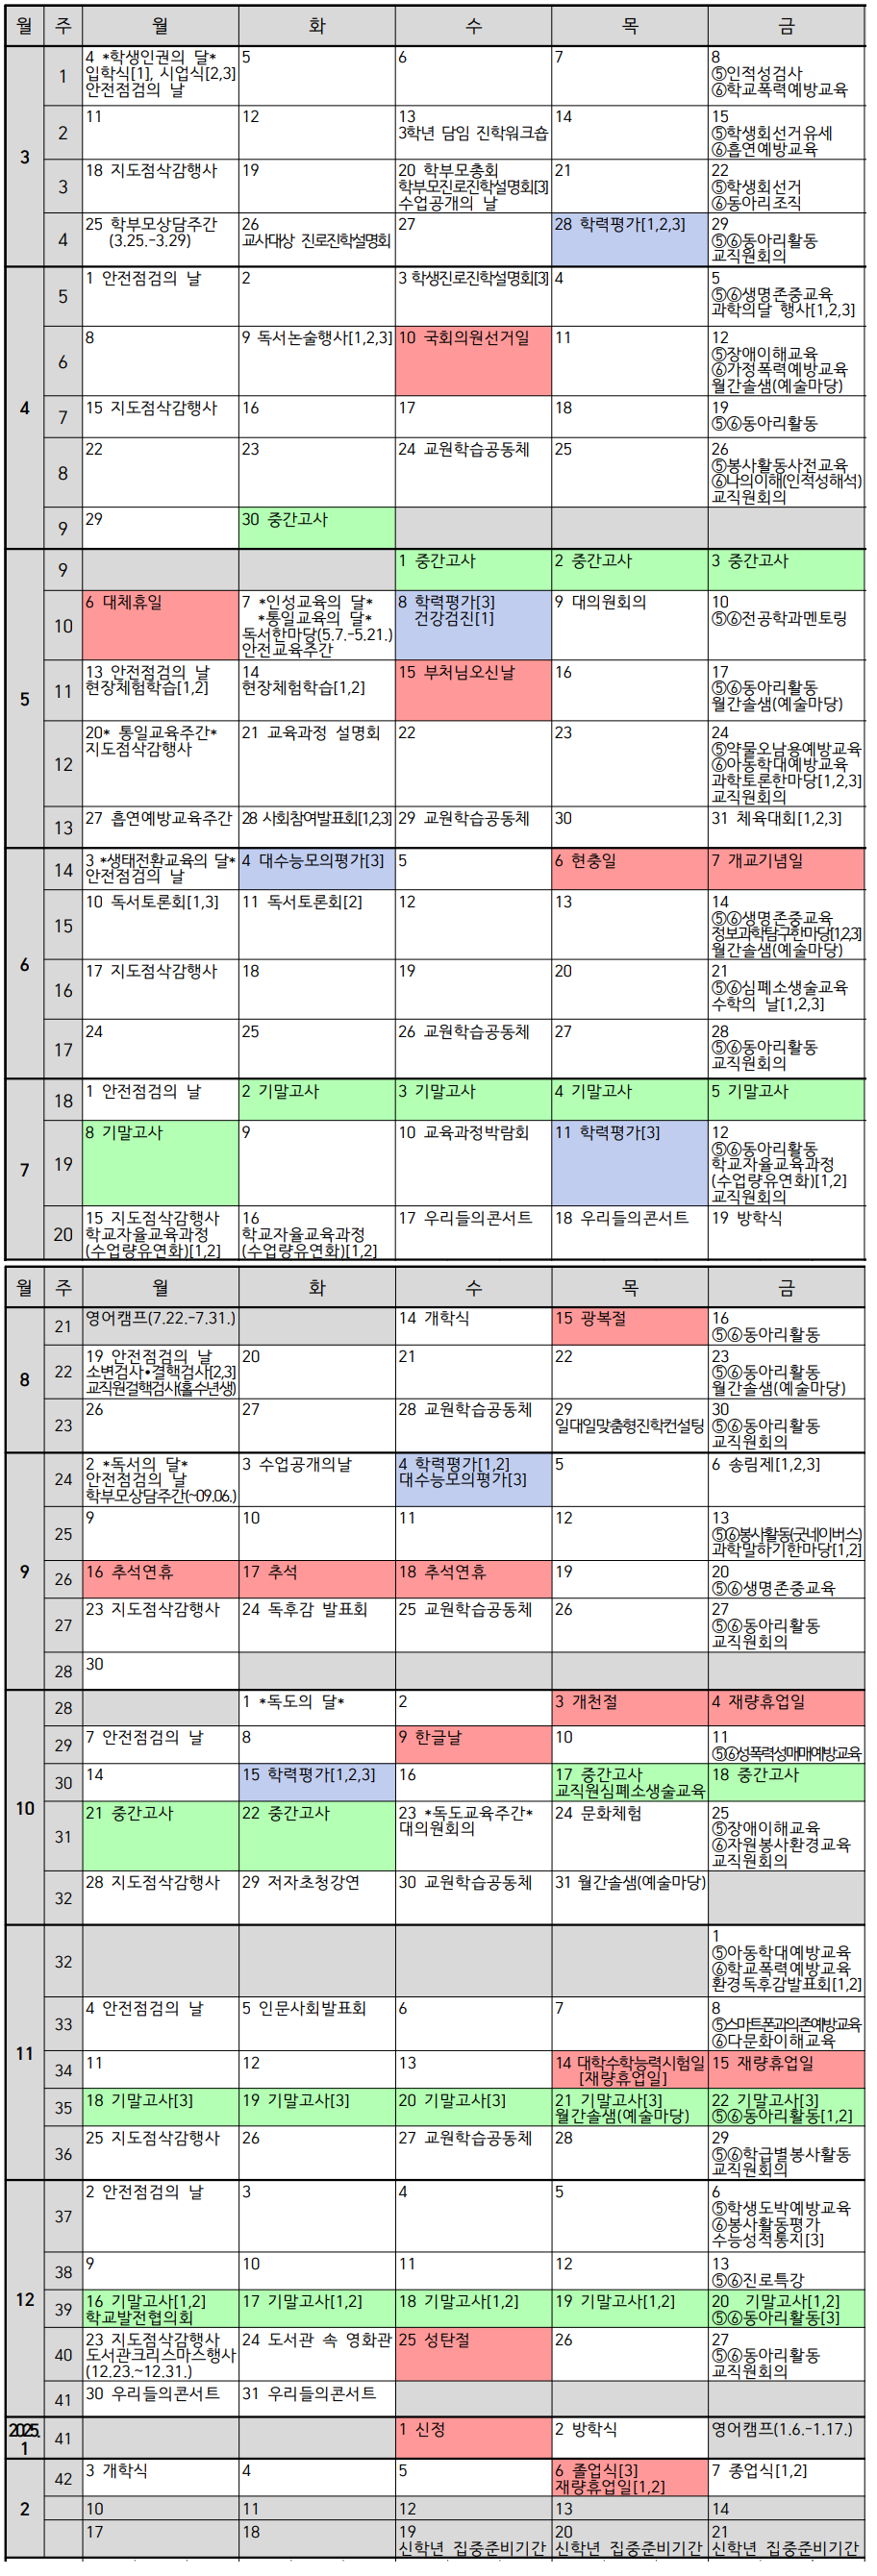 월 주 월 화 수 목 금
3
1
4 *학생인권의 달*
입학식[1], 시업식[2,3]
안전점검의 날
5
6
7
8
⑤인적성검사
⑥학교폭력예방교육
2
11
12
13
3학년 담임 진학워크숍
14
15
⑤학생회선거유세
⑥흡연예방교육
3
18 지도점삭감행사
19
20 학부모총회
학부모진로진학설명회[3]
수업공개의 날
21
22
⑤학생회선거
⑥동아리조직
4
25 학부모상담주간
(3.25.-3.29)
26
교사대상 진로진학설명회
27
28 학력평가[1,2,3]
29
⑤⑥동아리활동
교직원회의
4
5
1 안전점검의 날
2
3 학생진로진학설명회[3]
4
5
⑤⑥생명존중교육
과학의달 행사[1,2,3]
6
8
9 독서논술행사[1,2,3]
10 국회의원선거일
11
12
⑤장애이해교육
⑥가정폭력예방교육
월간솔샘(예술마당)
7
15 지도점삭감행사
16
17
18
19
⑤⑥동아리활동
8
22
23
24 교원학습공동체
25
26
⑤봉사활동사전교육
⑥나의이해(인적성해석)
교직원회의
9
29
30 중간고사
5
9
1 중간고사
2 중간고사
3 중간고사
10
6 대체휴일
7 *인성교육의 달*
*통일교육의 달*
독서한마당(5.7.-5.21.)
안전교육주간
8 학력평가[3]
건강검진[1]
9 대의원회의
10
⑤⑥전공학과멘토링
11
13 안전점검의 날
현장체험학습[1,2]
14
현장체험학습[1,2]
15 부처님오신날
16
17
⑤⑥동아리활동
월간솔샘(예술마당)
12
20* 통일교육주간*
지도점삭감행사
21 교육과정 설명회
22
23
24
⑤약물오남용예방교육
⑥아동학대예방교육
과학토론한마당[1,2,3]
교직원회의
13
27 흡연예방교육주간
28 사회참여발표회[1,2,3]
29 교원학습공동체
30
31 체육대회[1,2,3]
6
14
3 *생태전환교육의 달*
안전점검의 날
4 대수능모의평가[3]
5
6 현충일
7 개교기념일
15
10 독서토론회[1,3]
11 독서토론회[2]
12
13
14
⑤⑥생명존중교육
정보과학탐구한마당[1,2,3]
월간솔샘(예술마당)
16
17 지도점삭감행사
18
19
20
21
⑤⑥심폐소생술교육
수학의 날[1,2,3]
17
24
25
26 교원학습공동체
27
28
⑤⑥동아리활동
교직원회의
7
18
1 안전점검의 날
2 기말고사
3 기말고사
4 기말고사
5 기말고사
19
8 기말고사
9
10 교육과정박람회
11 학력평가[3]
12
⑤⑥동아리활동
학교자율교육과정
(수업량유연화)[1,2]
교직원회의
20
15 지도점삭감행사
학교자율교육과정
(수업량유연화)[1,2]
16
학교자율교육과정
(수업량유연화)[1,2]
17 우리들의콘서트
18 우리들의콘서트
19 방학식
월 주 월 화 수 목 금
8
21
영어캠프(7.22.-7.31.)
14 개학식
15 광복절
16
⑤⑥동아리활동
22
19 안전점검의 날
소변검사•결핵검사[2,3]
교직원결핵검사(홀수년생)
20
21
22
23
⑤⑥동아리활동
월간솔샘(예술마당)
23
26
27
28 교원학습공동체
29
일대일맞춤형진학컨설팅
30
⑤⑥동아리활동
교직원회의
9
24
2 *독서의 달*
안전점검의 날
학부모상담주간(~09.06.)
3 수업공개의날
4 학력평가[1,2]
대수능모의평가[3]
5
6 송림제[1,2,3]
25
9
10
11
12
13
⑤⑥봉사활동(굿네이버스)
과학말하기한마당[1,2]
26
16 추석연휴
17 추석
18 추석연휴
19
20
⑤⑥생명존중교육
27
23 지도점삭감행사
24 독후감 발표회
25 교원학습공동체
26
27
⑤⑥동아리활동
교직원회의
28
30
10
28
1 *독도의 달*
2
3 개천절
4 재량휴업일
29
7 안전점검의 날
8
9 한글날
10
11
⑤⑥성폭력성매매예방교육
30
14
15 학력평가[1,2,3]
16
17 중간고사
교직원심폐소생술교육
18 중간고사
31
21 중간고사
22 중간고사
23 *독도교육주간*
대의원회의
24 문화체험
25
⑤장애이해교육
⑥자원봉사환경교육
교직원회의
32
28 지도점삭감행사
29 저자초청강연
30 교원학습공동체
31 월간솔샘(예술마당)
11
32
1
⑤아동학대예방교육
⑥학교폭력예방교육
환경독후감발표회[1,2]
33
4 안전점검의 날
5 인문사회발표회
6
7
8
⑤스마트폰과의존예방교육
⑥다문화이해교육
34
11
12
13
14 대학수학능력시험일
[재량휴업일]
15 재량휴업일
35
18 기말고사[3]
19 기말고사[3]
20 기말고사[3]
21 기말고사[3]
월간솔샘(예술마당)
22 기말고사[3]
⑤⑥동아리활동[1,2]
36
25 지도점삭감행사
26
27 교원학습공동체
28
29
⑤⑥학급별봉사활동
교직원회의
12
37
2 안전점검의 날
3
4
5
6
⑤학생도박예방교육
⑥봉사활동평가
수능성적통지[3]
38
9
10
11
12
13
⑤⑥진로특강
39
16 기말고사[1,2]
학교발전협의회
17 기말고사[1,2]
18 기말고사[1,2]
19 기말고사[1,2]
20 기말고사[1,2]
⑤⑥동아리활동[3]
40
23 지도점삭감행사
도서관크리스마스행사
(12.23.~12.31.)
24 도서관 속 영화관
25 성탄절
26
27
⑤⑥동아리활동
교직원회의
41
30 우리들의콘서트
31 우리들의콘서트
2025.
1
41
1 신정
2 방학식
영어캠프(1.6.-1.17.)
2
42
3 개학식
4
5
6 졸업식[3]
재량휴업일[1,2]
7 종업식[1,2]
10
11
12
13
14
17
18
19
신학년 집중준비기간
20
신학년 집중준비기간
21
신학년 집중준비기간